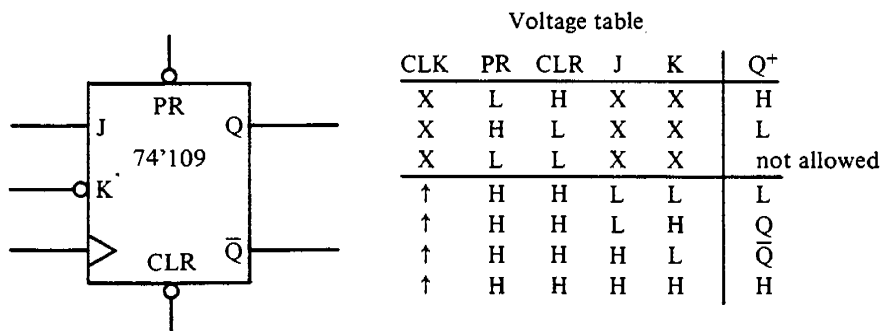 PR
J Q
74'109
K
CLR Q̅
Voltage table
CLK PR CLR J K Q⁺
X L H X X H
X H L X X L
X L L X X not allowed
↑ H H L L L
↑ H H L H Q
↑ H H H L Q̅
↑ H H H H H